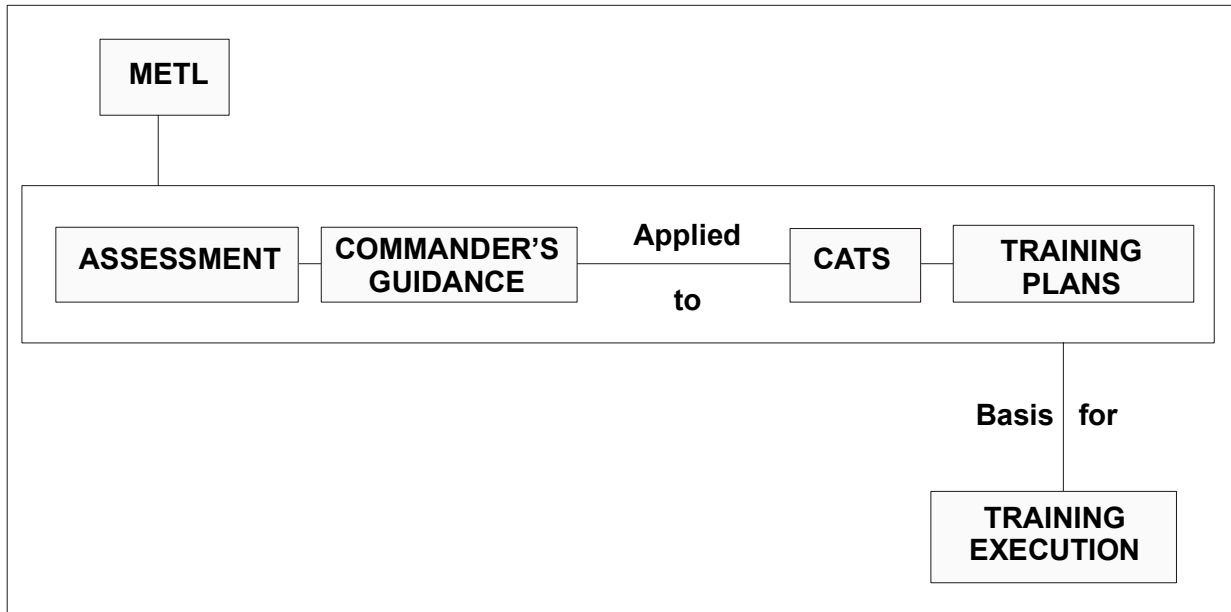 METL
ASSESSMENT
COMMANDER'S
GUIDANCE
Applied
to
CATS
TRAINING
PLANS
Basis for
TRAINING
EXECUTION